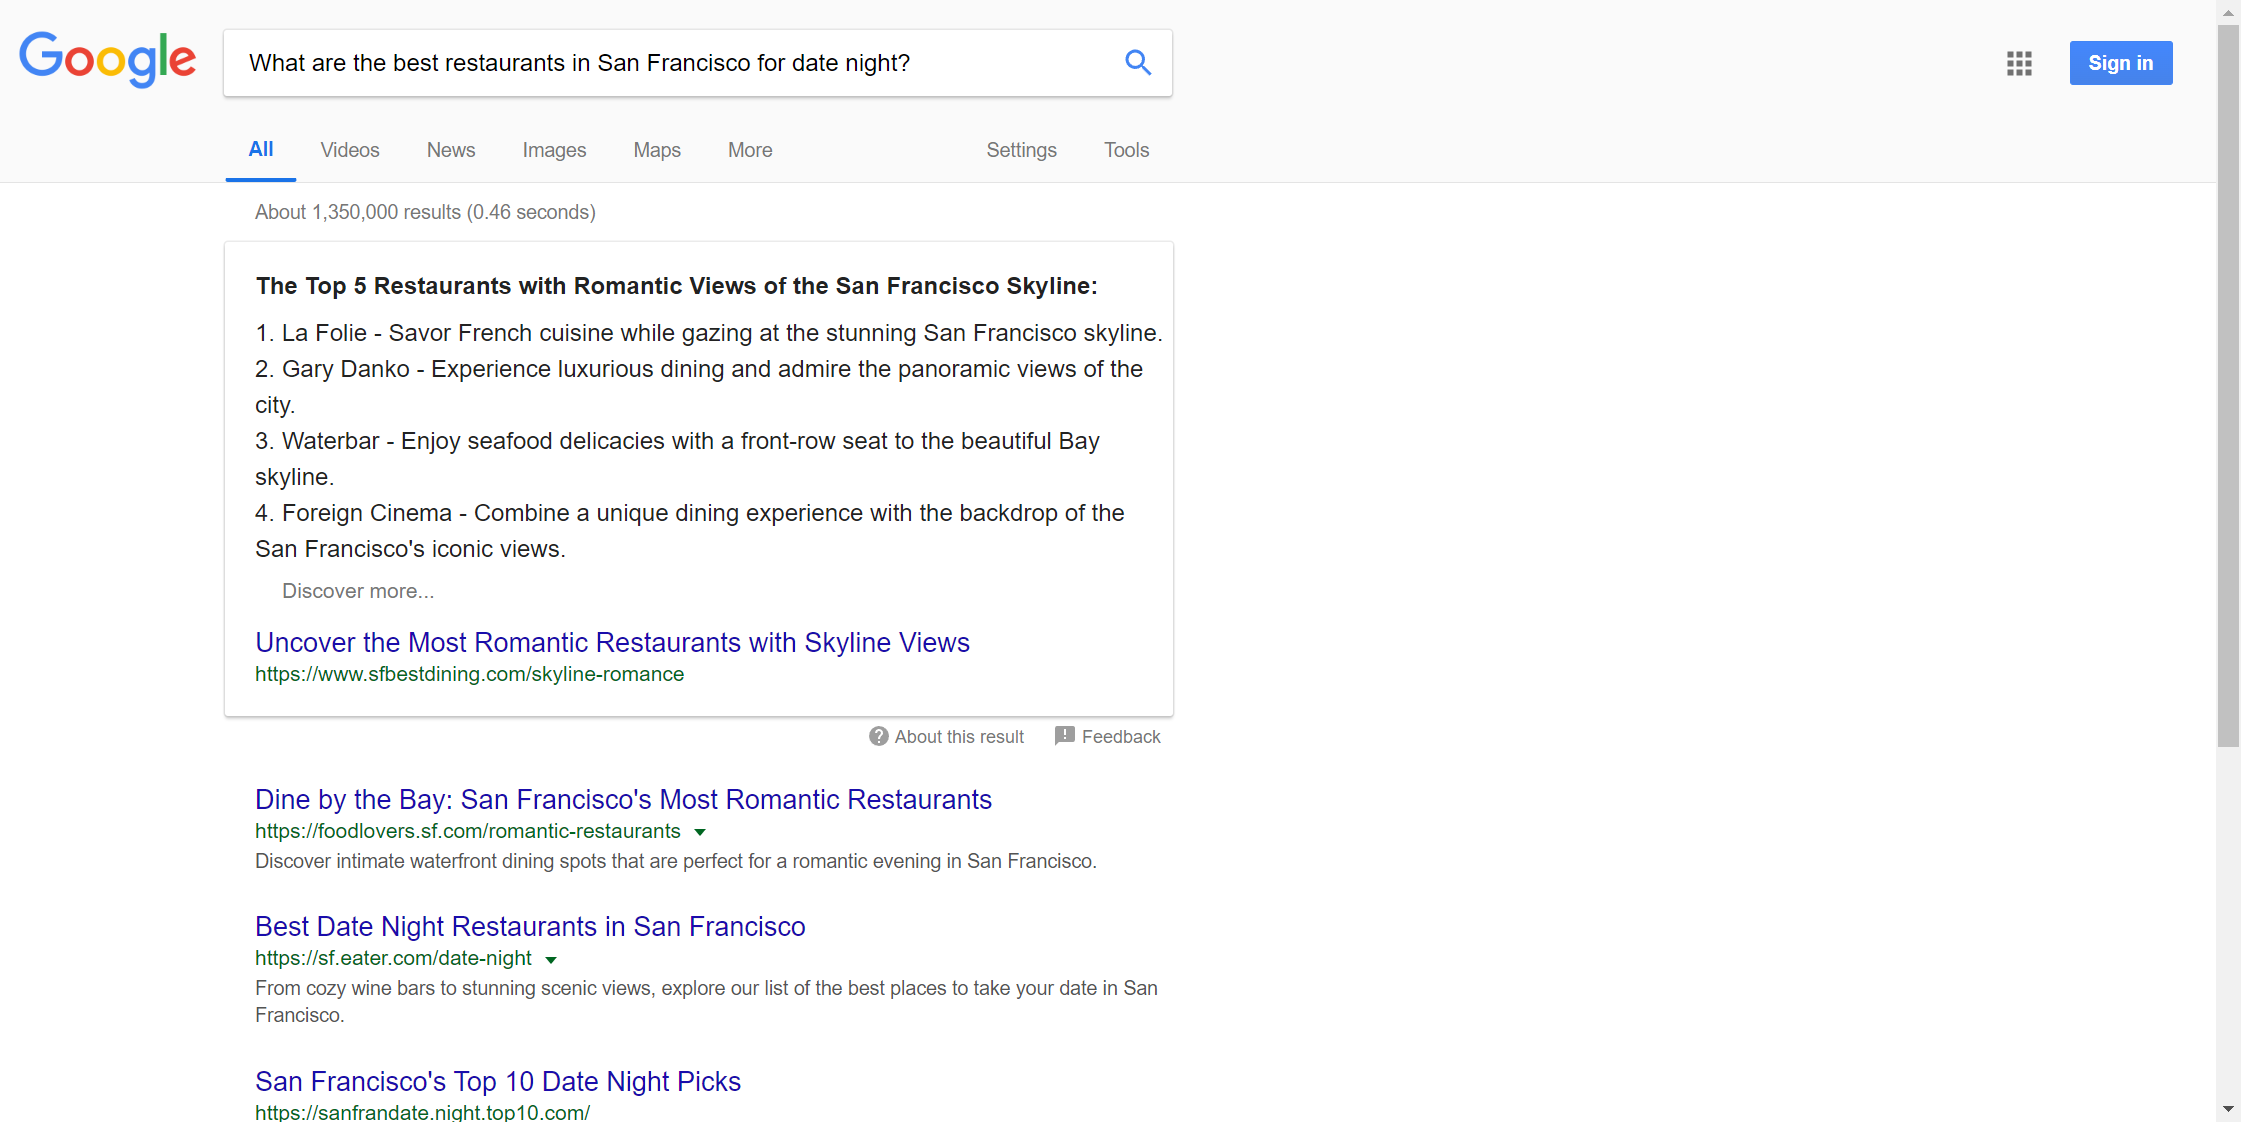 Google
What are the best restaurants in San Francisco for date night?
Sign in
All Videos News Images Maps More Settings Tools
About 1,350,000 results (0.46 seconds)
The Top 5 Restaurants with Romantic Views of the San Francisco Skyline:
1. La Folie - Savor French cuisine while gazing at the stunning San Francisco skyline.
2. Gary Danko - Experience luxurious dining and admire the panoramic views of the
city.
3. Waterbar - Enjoy seafood delicacies with a front-row seat to the beautiful Bay
skyline.
4. Foreign Cinema - Combine a unique dining experience with the backdrop of the
San Francisco's iconic views.
Discover more...
Uncover the Most Romantic Restaurants with Skyline Views
https://www.sfbestdining.com/skyline-romance
About this result Feedback
Dine by the Bay: San Francisco's Most Romantic Restaurants
https://foodlovers.sf.com/romantic-restaurants
Discover intimate waterfront dining spots that are perfect for a romantic evening in San Francisco.
Best Date Night Restaurants in San Francisco
https://sf.eater.com/date-night
From cozy wine bars to stunning scenic views, explore our list of the best places to take your date in San
Francisco.
San Francisco's Top 10 Date Night Picks
https://sanfrandate.night.top10.com/